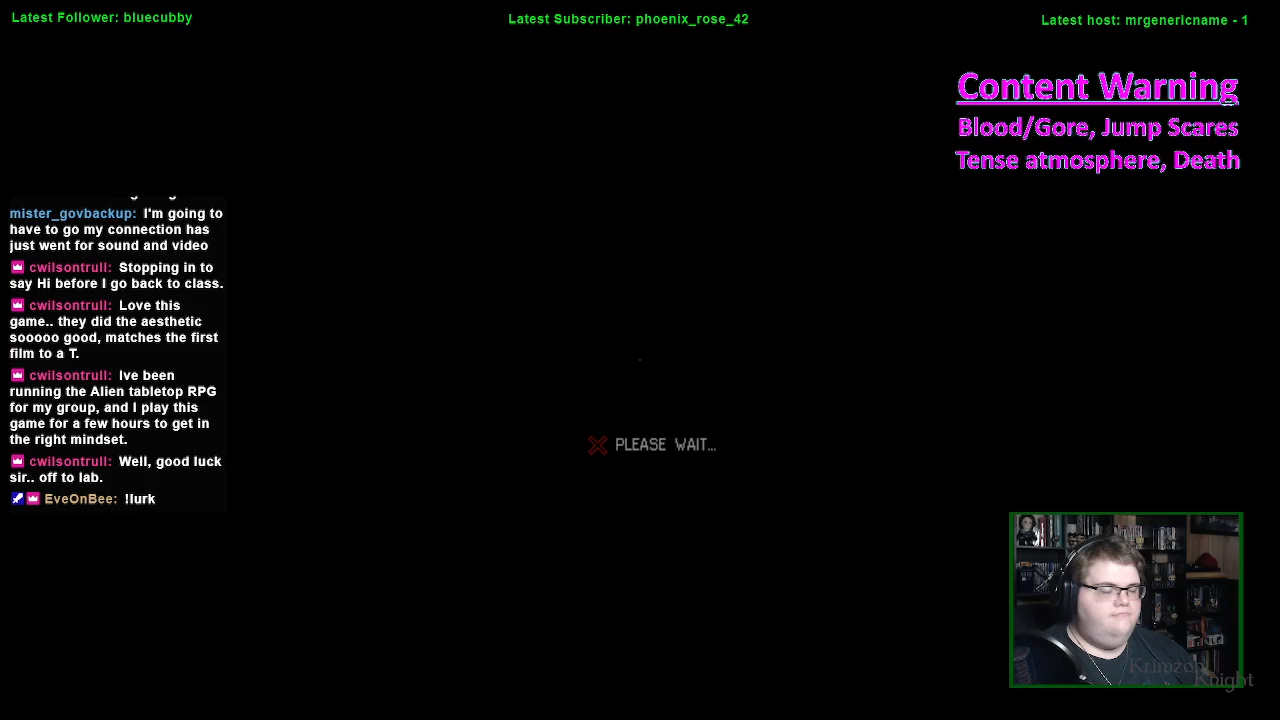 Latest Follower: bluecubby
Latest Subscriber: phoenix_rose_42
Latest host: mrgenericname - 1
Content Warning
Blood/Gore, Jump Scares
Tense atmosphere, Death
mister_govbackup: I'm going to
have to go my connection has
just went for sound and video
cwilsontrull: Stopping in to
say Hi before I go back to class.
cwilsontrull: Love this
game.. they did the aesthetic
sooooo good, matches the first
film to a T.
cwilsontrull: Ive been
running the Alien tabletop RPG
for my group, and I play this
game for a few hours to get in
the right mindset.
cwilsontrull: Well, good luck
sir.. off to lab.
EveOnBee: !lurk
PLEASE WAIT...
Krimzon
Knight